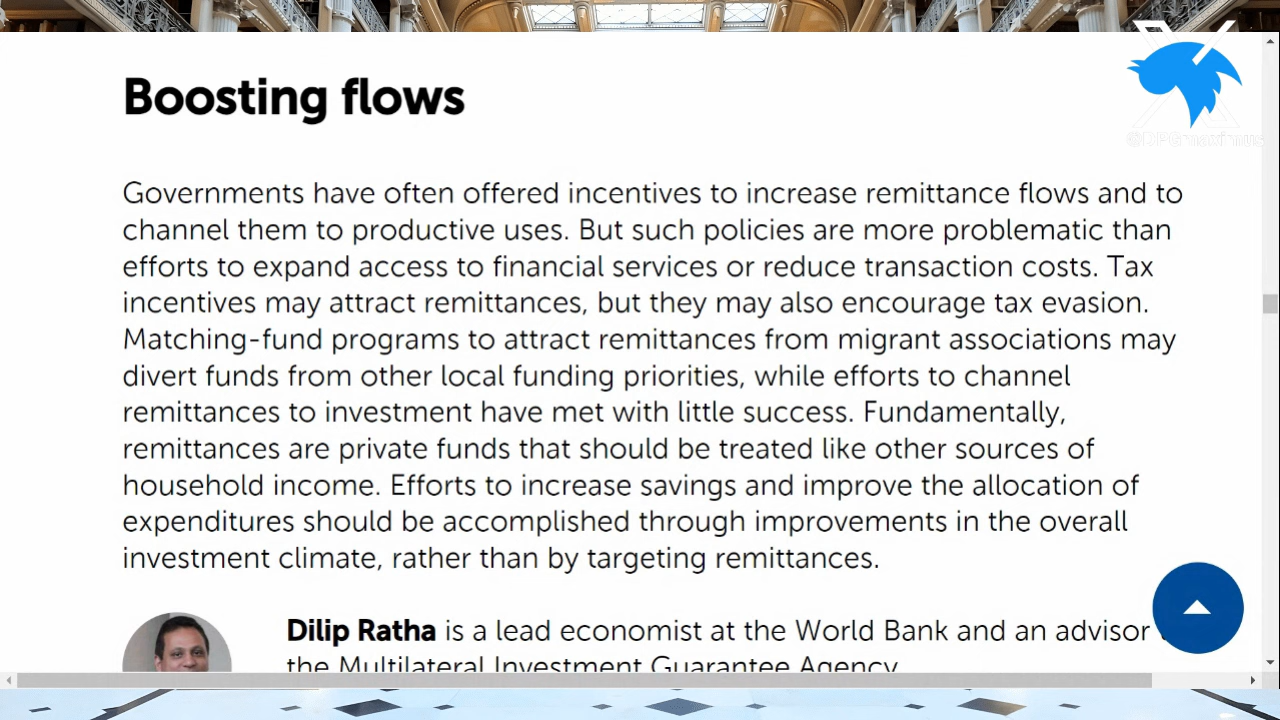 @DPGmaximus
Boosting flows
Governments have often offered incentives to increase remittance flows and to
channel them to productive uses. But such policies are more problematic than
efforts to expand access to financial services or reduce transaction costs. Tax
incentives may attract remittances, but they may also encourage tax evasion.
Matching-fund programs to attract remittances from migrant associations may
divert funds from other local funding priorities, while efforts to channel
remittances to investment have met with little success. Fundamentally,
remittances are private funds that should be treated like other sources of
household income. Efforts to increase savings and improve the allocation of
expenditures should be accomplished through improvements in the overall
investment climate, rather than by targeting remittances.
Dilip Ratha is a lead economist at the World Bank and an advisor
the Multilateral Investment Guarantee Agency